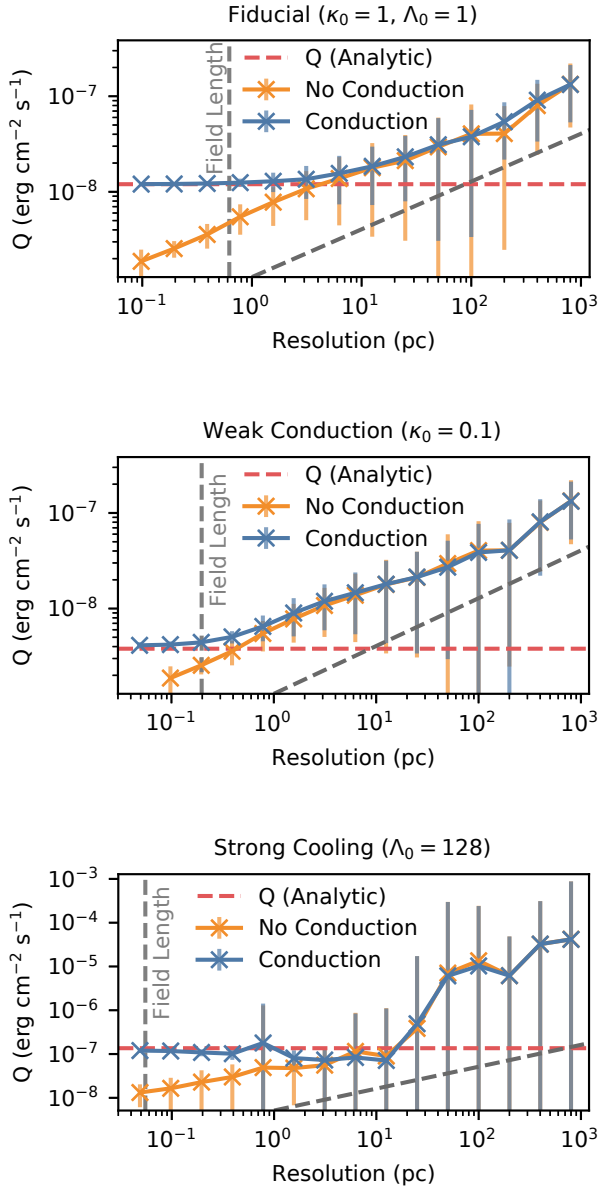 Fiducial (κ₀ = 1, Λ₀ = 1)
Q (erg cm⁻² s⁻¹)
10⁻⁷
10⁻⁸
Field Length
Q (Analytic)
No Conduction
Conduction
10⁻¹ 10⁰ 10¹ 10² 10³
Resolution (pc)
Weak Conduction (κ₀ = 0.1)
Q (erg cm⁻² s⁻¹)
10⁻⁷
10⁻⁸
Field Length
Q (Analytic)
No Conduction
Conduction
10⁻¹ 10⁰ 10¹ 10² 10³
Resolution (pc)
Strong Cooling (Λ₀ = 128)
Q (erg cm⁻² s⁻¹)
10⁻³
10⁻⁴
10⁻⁵
10⁻⁶
10⁻⁷
10⁻⁸
Field Length
Q (Analytic)
No Conduction
Conduction
10⁻¹ 10⁰ 10¹ 10² 10³
Resolution (pc)